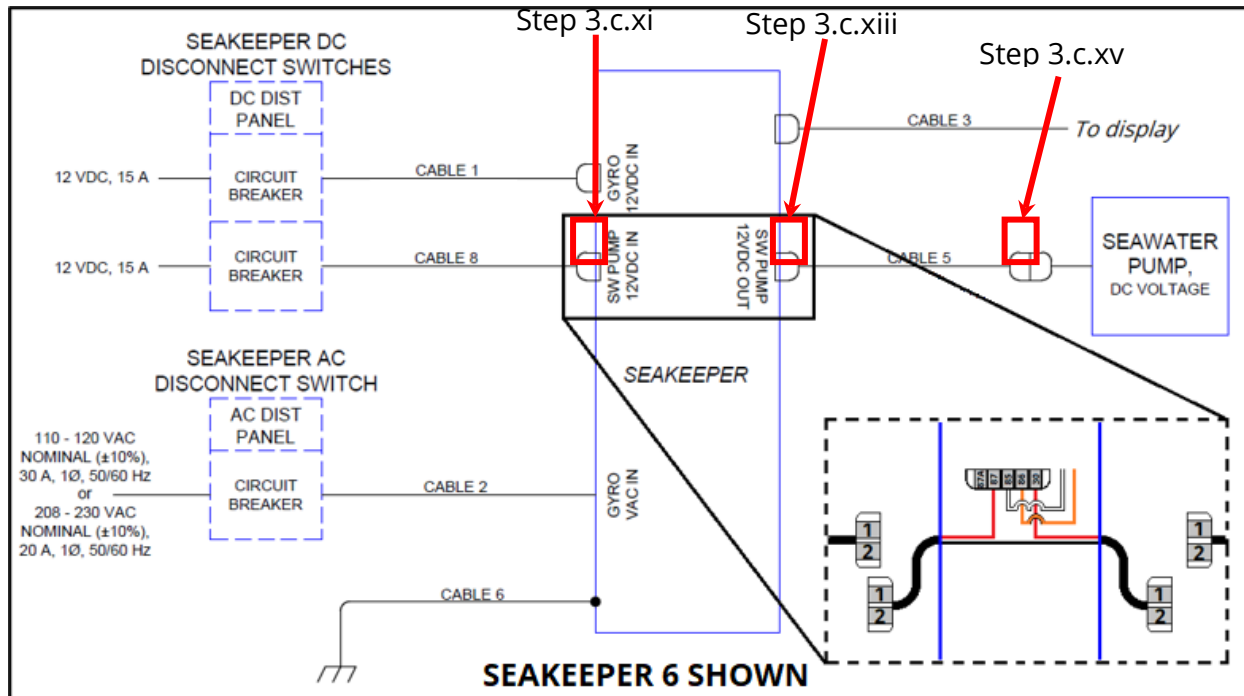 Step 3.c.xi
Step 3.c.xiii
Step 3.c.xv
SEAKEEPER DC
DISCONNECT SWITCHES
DC DIST
PANEL
CABLE 3
To display
12 VDC, 15 A
CIRCUIT
BREAKER
CABLE 1
GYRO
12VDC IN
12 VDC, 15 A
CIRCUIT
BREAKER
CABLE 8
SW PUMP
12VDC IN
SW PUMP
12VDC OUT
CABLE 5
SEAWATER
PUMP,
DC VOLTAGE
SEAKEEPER AC
DISCONNECT SWITCH
SEAKEEPER
AC DIST
PANEL
110 - 120 VAC
NOMINAL (±10%),
30 A, 1Ø, 50/60 Hz
or
208 - 230 VAC
NOMINAL (±10%),
20 A, 1Ø, 50/60 Hz
CIRCUIT
BREAKER
CABLE 2
GYRO
VAC IN
87A
87
85
86
30
1
2
1
2
1
2
1
2
CABLE 6
SEAKEEPER 6 SHOWN